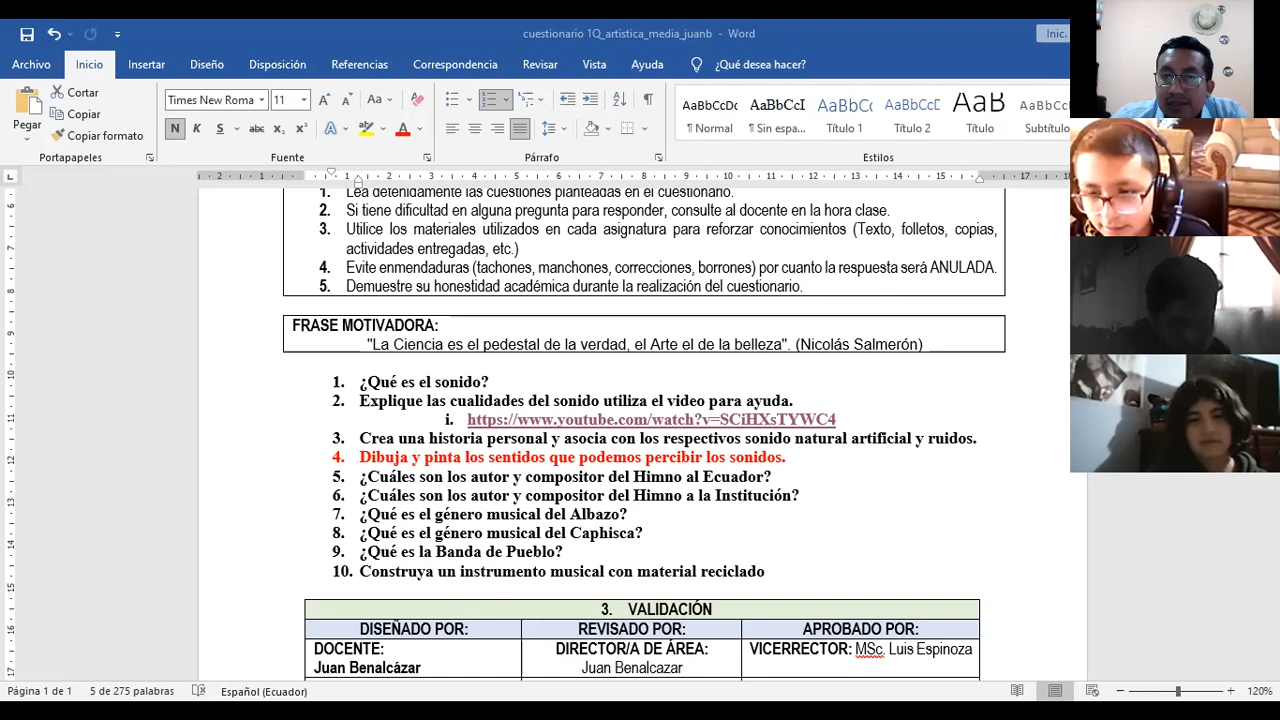 cuestionario 1Q_artistica_media_juanb - Word
Inic.
Archivo Inicio Insertar Diseño Disposición Referencias Correspondencia Revisar Vista Ayuda ¿Qué desea hacer?
Pegar
Cortar
Copiar
Copiar formato
Portapapeles
Times New Roma 11
Aa
N K S abc x₂ x²
Fuente
Párrafo
AaBbCcDc AaBbCcI AaBbCcD AaBbCcD AaB AaBbCcD
¶ Normal ¶ Sin espa... Título 1 Título 2 Título Subtítulo
Estilos
1. Lea detenidamente las cuestiones planteadas en el cuestionario.
2. Si tiene dificultad en alguna pregunta para responder, consulte al docente en la hora clase.
3. Utilice los materiales utilizados en cada asignatura para reforzar conocimientos (Texto, folletos, copias,
actividades entregadas, etc.)
4. Evite enmendaduras (tachones, manchones, correcciones, borrones) por cuanto la respuesta será ANULADA.
5. Demuestre su honestidad académica durante la realización del cuestionario.
FRASE MOTIVADORA:
"La Ciencia es el pedestal de la verdad, el Arte el de la belleza". (Nicolás Salmerón)
1. ¿Qué es el sonido?
2. Explique las cualidades del sonido utiliza el video para ayuda.
i. https://www.youtube.com/watch?v=SCiHXsTYWC4
3. Crea una historia personal y asocia con los respectivos sonido natural artificial y ruidos.
4. Dibuja y pinta los sentidos que podemos percibir los sonidos.
5. ¿Cuáles son los autor y compositor del Himno al Ecuador?
6. ¿Cuáles son los autor y compositor del Himno a la Institución?
7. ¿Qué es el género musical del Albazo?
8. ¿Qué es el género musical del Caphisca?
9. ¿Qué es la Banda de Pueblo?
10. Construya un instrumento musical con material reciclado
3. VALIDACIÓN
DISEÑADO POR: REVISADO POR: APROBADO POR:
DOCENTE: DIRECTOR/A DE ÁREA: VICERRECTOR: MSc. Luis Espinoza
Juan Benalcázar Juan Benalcazar
Página 1 de 1 5 de 275 palabras Español (Ecuador) 120%